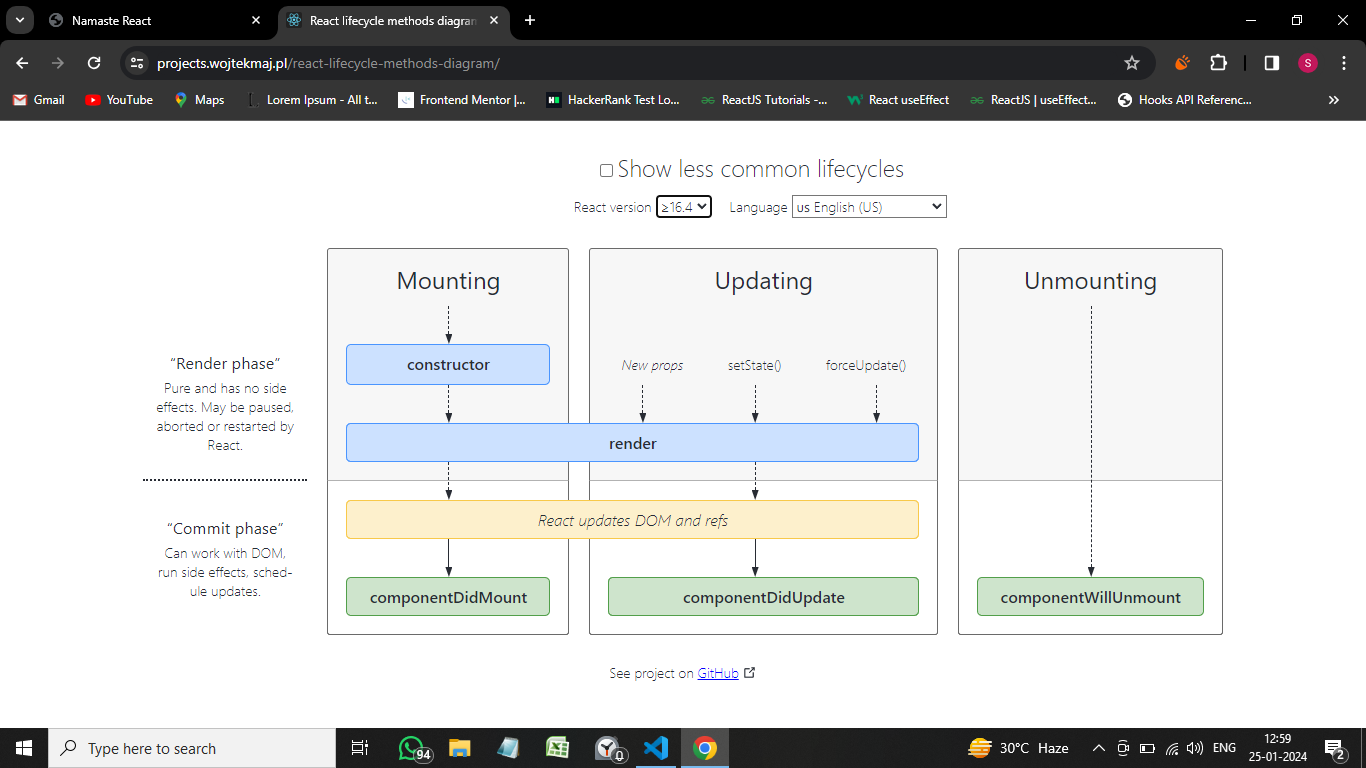 Namaste React
React lifecycle methods diagran
projects.wojtekmaj.pl/react-lifecycle-methods-diagram/
S
Gmail
YouTube
Maps
Lorem Ipsum - All t...
Frontend Mentor |...
HackerRank Test Lo...
ReactJS Tutorials -...
React useEffect
ReactJS | useEffect...
Hooks API Referenc...
Show less common lifecycles
React version ≥16.4 Language us English (US)
Mounting
Updating
Unmounting
“Render phase”
Pure and has no side
effects. May be paused,
aborted or restarted by
React.
constructor
New props
setState()
forceUpdate()
render
“Commit phase”
Can work with DOM,
run side effects, sched-
ule updates.
React updates DOM and refs
componentDidMount
componentDidUpdate
componentWillUnmount
See project on GitHub
Type here to search
94
0
30°C Haze
ENG
12:59
25-01-2024
2